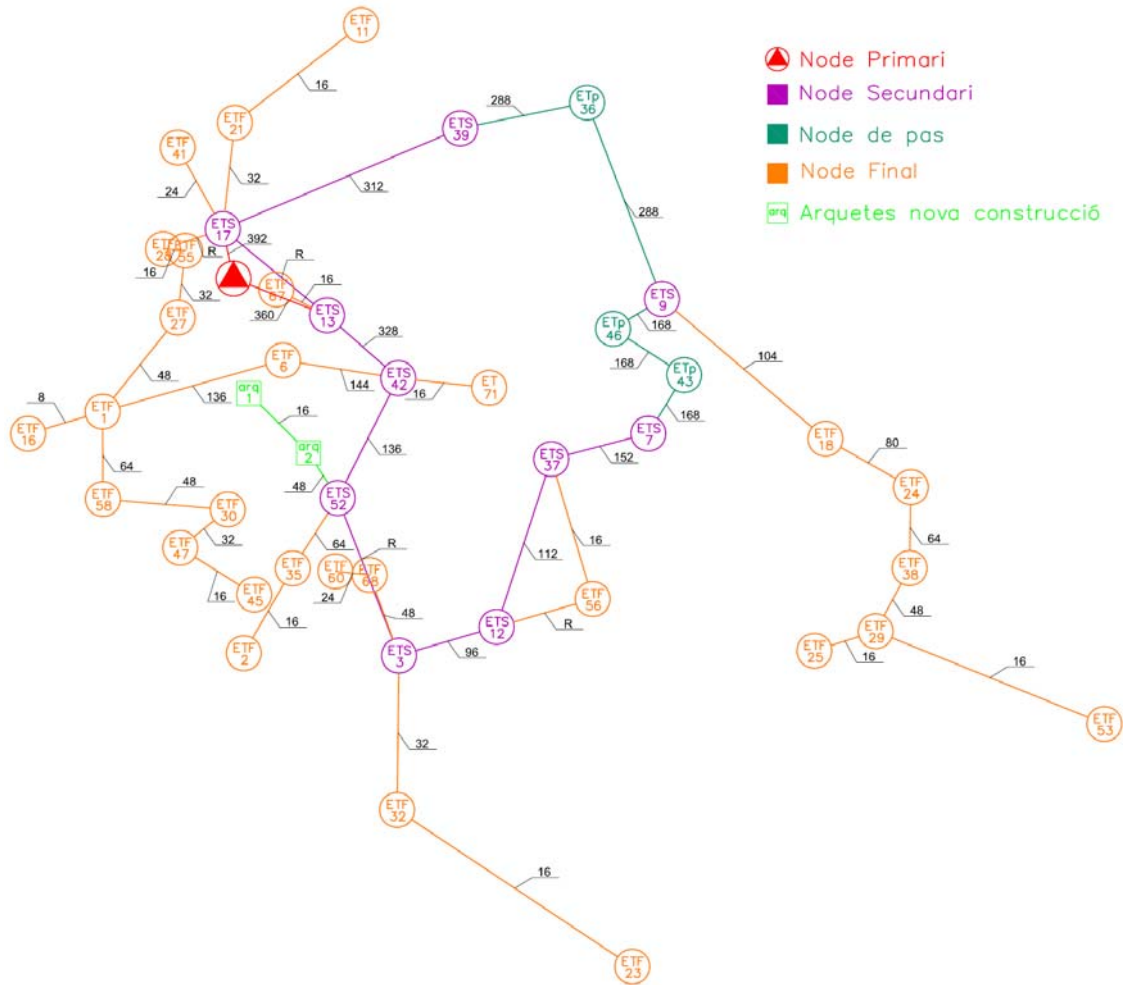 ETF
11
16
Node Primari
Node Secundari
Node de pas
Node Final
arq
Arquetes nova construcció
288
ETp
36
ETF
21
ETS
39
ETF
41
24
32
312
288
ETS
17
392
ETF
28
ETF
55
R
16
R
ETF
67
16
360
ETS
13
32
ETF
27
328
ETS
9
168
ETp
46
168
ETp
43
104
ETF
6
144
ETS
42
16
ET
71
48
136
8
ETF
1
ETF
16
arq
1
16
arq
2
136
48
ETS
52
168
ETS
7
152
ETS
37
ETF
18
80
ETF
24
64
ETF
58
48
ETF
30
32
ETF
47
16
ETF
45
64
ETF
35
R
ETF
60
ETF
68
24
16
ETF
2
48
112
16
ETF
56
R
ETS
12
96
ETS
3
64
ETF
38
48
ETF
29
ETF
25
16
16
ETF
53
32
ETF
32
16
ETF
23